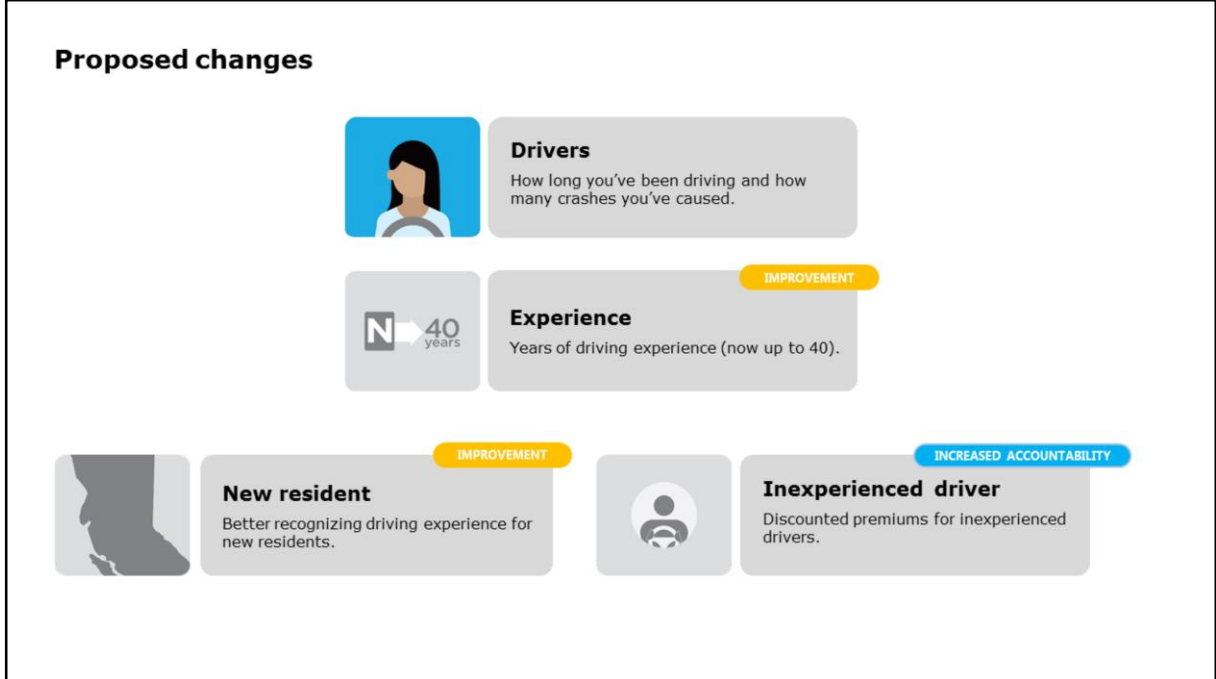 Proposed changes
Drivers
How long you've been driving and how
many crashes you've caused.
IMPROVEMENT
N 40
years
Experience
Years of driving experience (now up to 40).
IMPROVEMENT
New resident
Better recognizing driving experience for
new residents.
INCREASED ACCOUNTABILITY
Inexperienced driver
Discounted premiums for inexperienced
drivers.